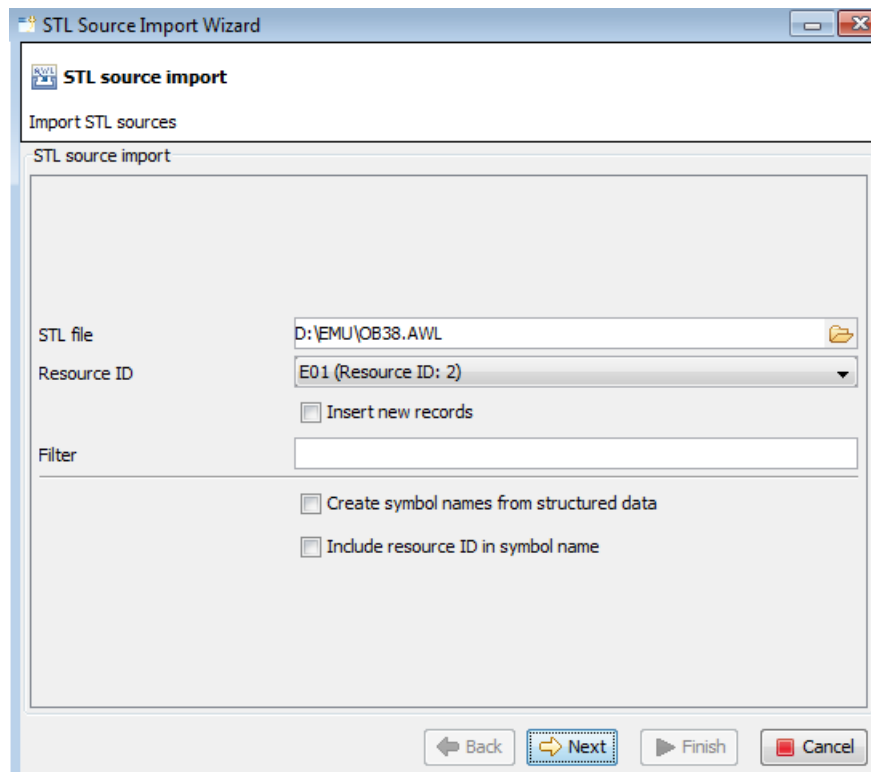 STL Source Import Wizard
AWL
STL source import
Import STL sources
STL source import
STL file
D:\EMU\OB38.AWL
Resource ID
E01 (Resource ID: 2)
Insert new records
Filter
Create symbol names from structured data
Include resource ID in symbol name
Back
Next
Finish
Cancel